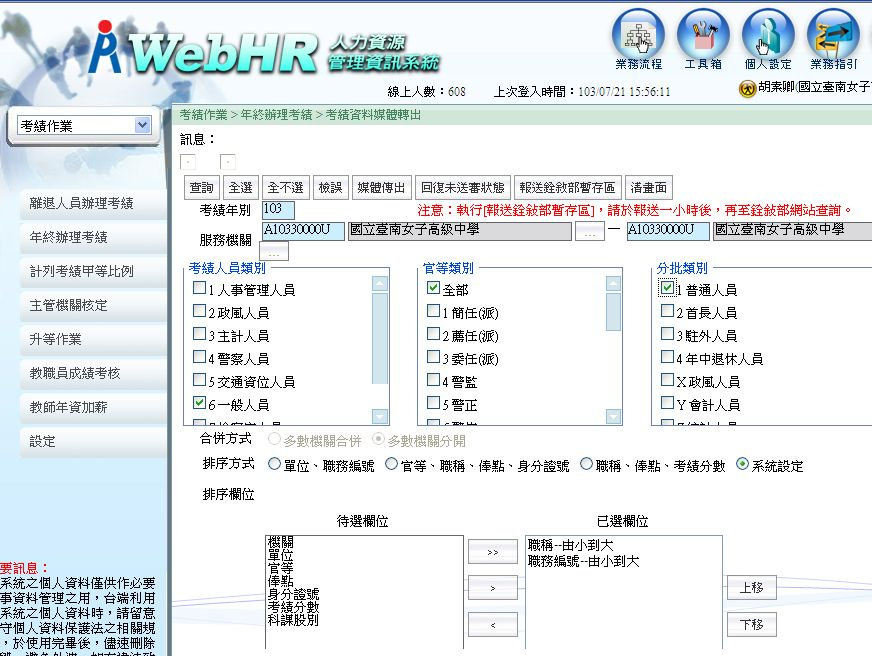 WebHR 人力資源
管理資訊系統
業務流程 工具箱 個人設定 業務指引
線上人數：608 上次登入時間：103/07/21 15:56:11 胡素卿(國立臺南女子
考績作業
考績作業 > 年終辦理考績 > 考績資料媒體轉出
訊息：
查詢 全選 全不選 檢誤 媒體傳出 回復未送審狀態 報送銓敘部暫存區 清畫面
考績年別 103 注意：執行[報送銓敘部暫存區]，請於報送一小時後，再至銓敘部網站查詢。
服務機關 A10330000U 國立臺南女子高級中學 ... — A10330000U 國立臺南女子高級中學
...
離退人員辦理考績
年終辦理考績
計列考績甲等比例
主管機關核定
升等作業
教職員成績考核
教師年資加薪
設定
考績人員類別
1 人事管理人員
2 政風人員
3 主計人員
4 警察人員
5 交通資位人員
6 一般人員
官等類別
全部
1 簡任(派)
2 薦任(派)
3 委任(派)
4 警監
5 警正
分批類別
1 普通人員
2 首長人員
3 駐外人員
4 年中退休人員
X 政風人員
Y 會計人員
合併方式 多數機關合併 多數機關分開
排序方式 單位、職務編號 官等、職稱、俸點、身分證號 職稱、俸點、考績分數 系統設定
排序欄位
待選欄位
機關
單位
官等
俸點
身分證號
考績分數
科課股別
>>
>
<
已選欄位
職稱--由小到大
職務編號--由小到大
上移
下移
要訊息：
系統之個人資料僅供作必要
事資料管理之用，台端利用
系統之個人資料時，請留意
守個人資料保護法之相關規
，於使用完畢後，儘速刪除